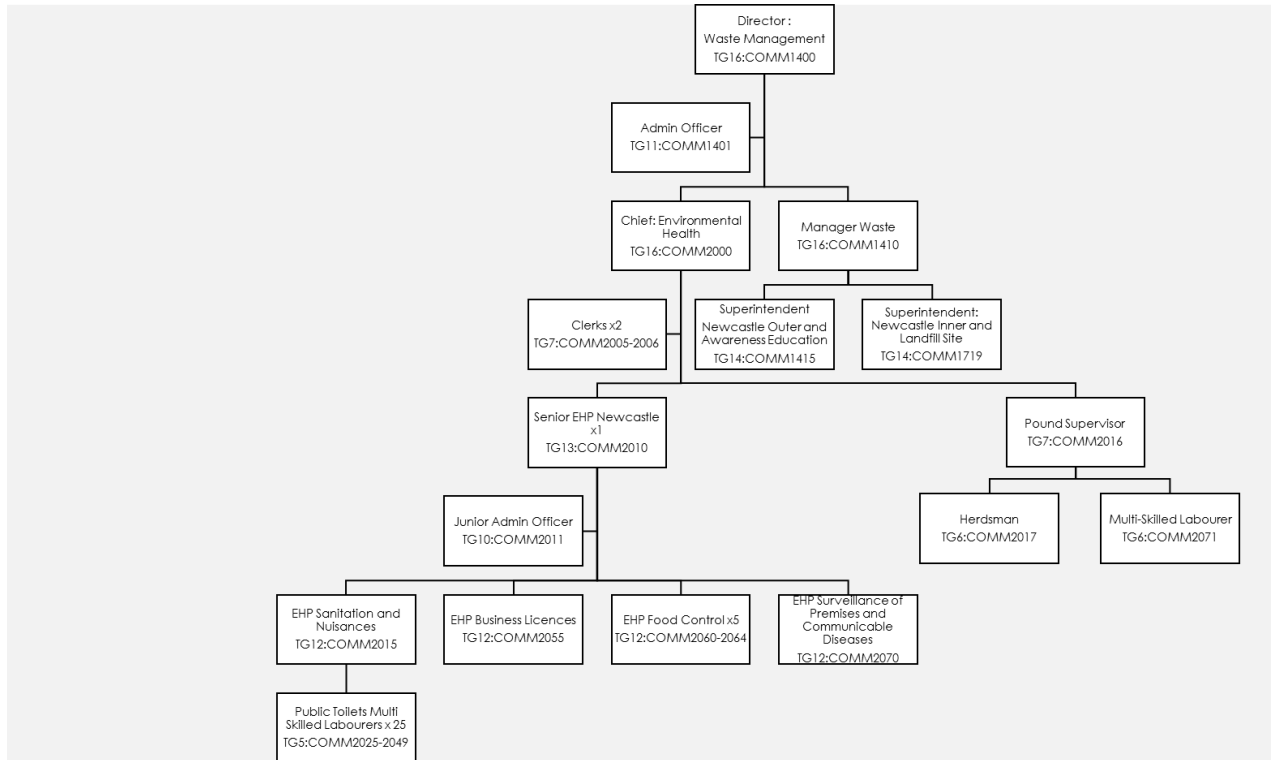 Director :
Waste Management
TG16:COMM1400
Admin Officer
TG11:COMM1401
Chief: Environmental
Health
TG16:COMM2000
Manager Waste
TG16:COMM1410
Clerks x2
TG7:COMM2005-2006
Superintendent
Newcastle Outer and
Awareness Education
TG14:COMM1415
Superintendent:
Newcastle Inner and
Landfill Site
TG14:COMM1719
Senior EHP Newcastle
x1
TG13:COMM2010
Pound Supervisor
TG7:COMM2016
Junior Admin Officer
TG10:COMM2011
Herdsman
TG6:COMM2017
Multi-Skilled Labourer
TG6:COMM2071
EHP Sanitation and
Nuisances
TG12:COMM2015
EHP Business Licences
TG12:COMM2055
EHP Food Control x5
TG12:COMM2060-2064
EHP Surveillance of
Premises and
Communicable
Diseases
TG12:COMM2070
Public Toilets Multi
Skilled Labourers x 25
TG5:COMM2025-2049